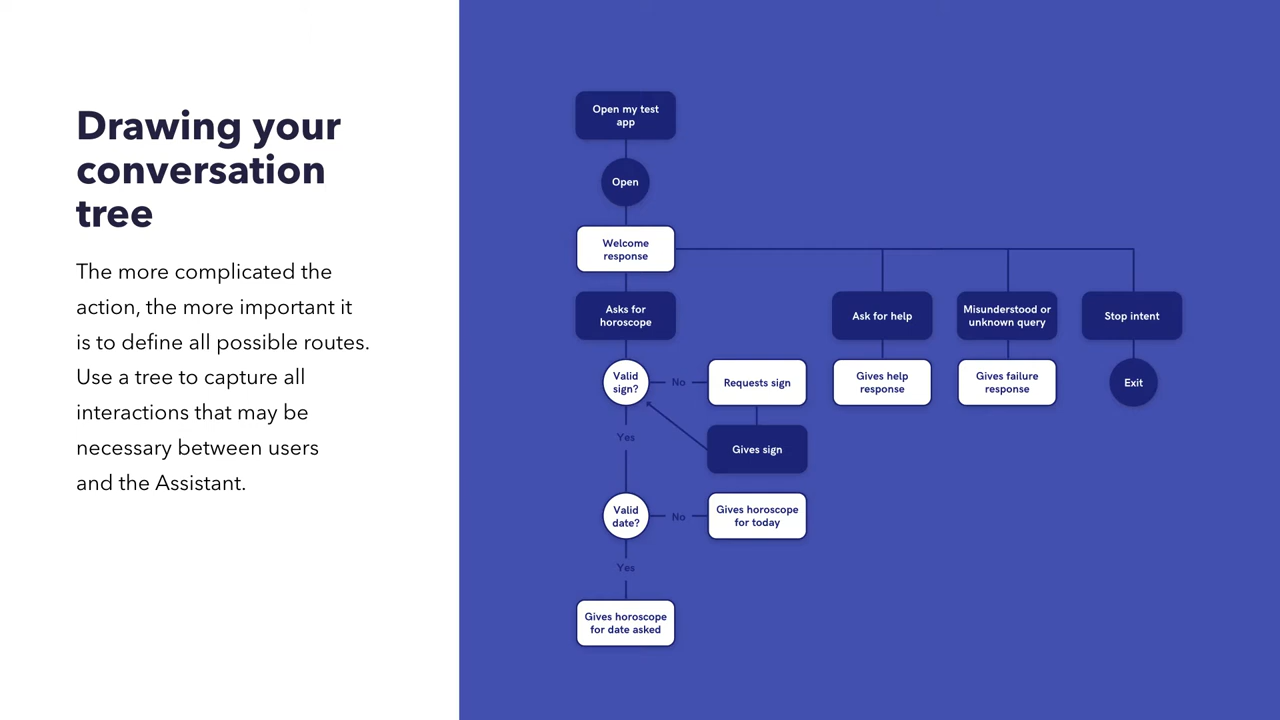 Drawing your
conversation
tree
The more complicated the
action, the more important it
is to define all possible routes.
Use a tree to capture all
interactions that may be
necessary between users
and the Assistant.
Open my test
app
Open
Welcome
response
Asks for
horoscope
Ask for help
Misunderstood or
unknown query
Stop intent
Valid
sign?
No
Requests sign
Gives help
response
Gives failure
response
Exit
Yes
Gives sign
Valid
date?
No
Gives horoscope
for today
Yes
Gives horoscope
for date asked